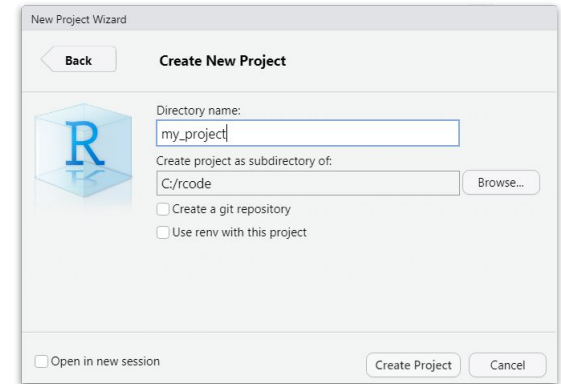 New Project Wizard
Back
Create New Project
R
Directory name:
my_project
Create project as subdirectory of:
C:/rcode
Browse...
Create a git repository
Use renv with this project
Open in new session
Create Project
Cancel